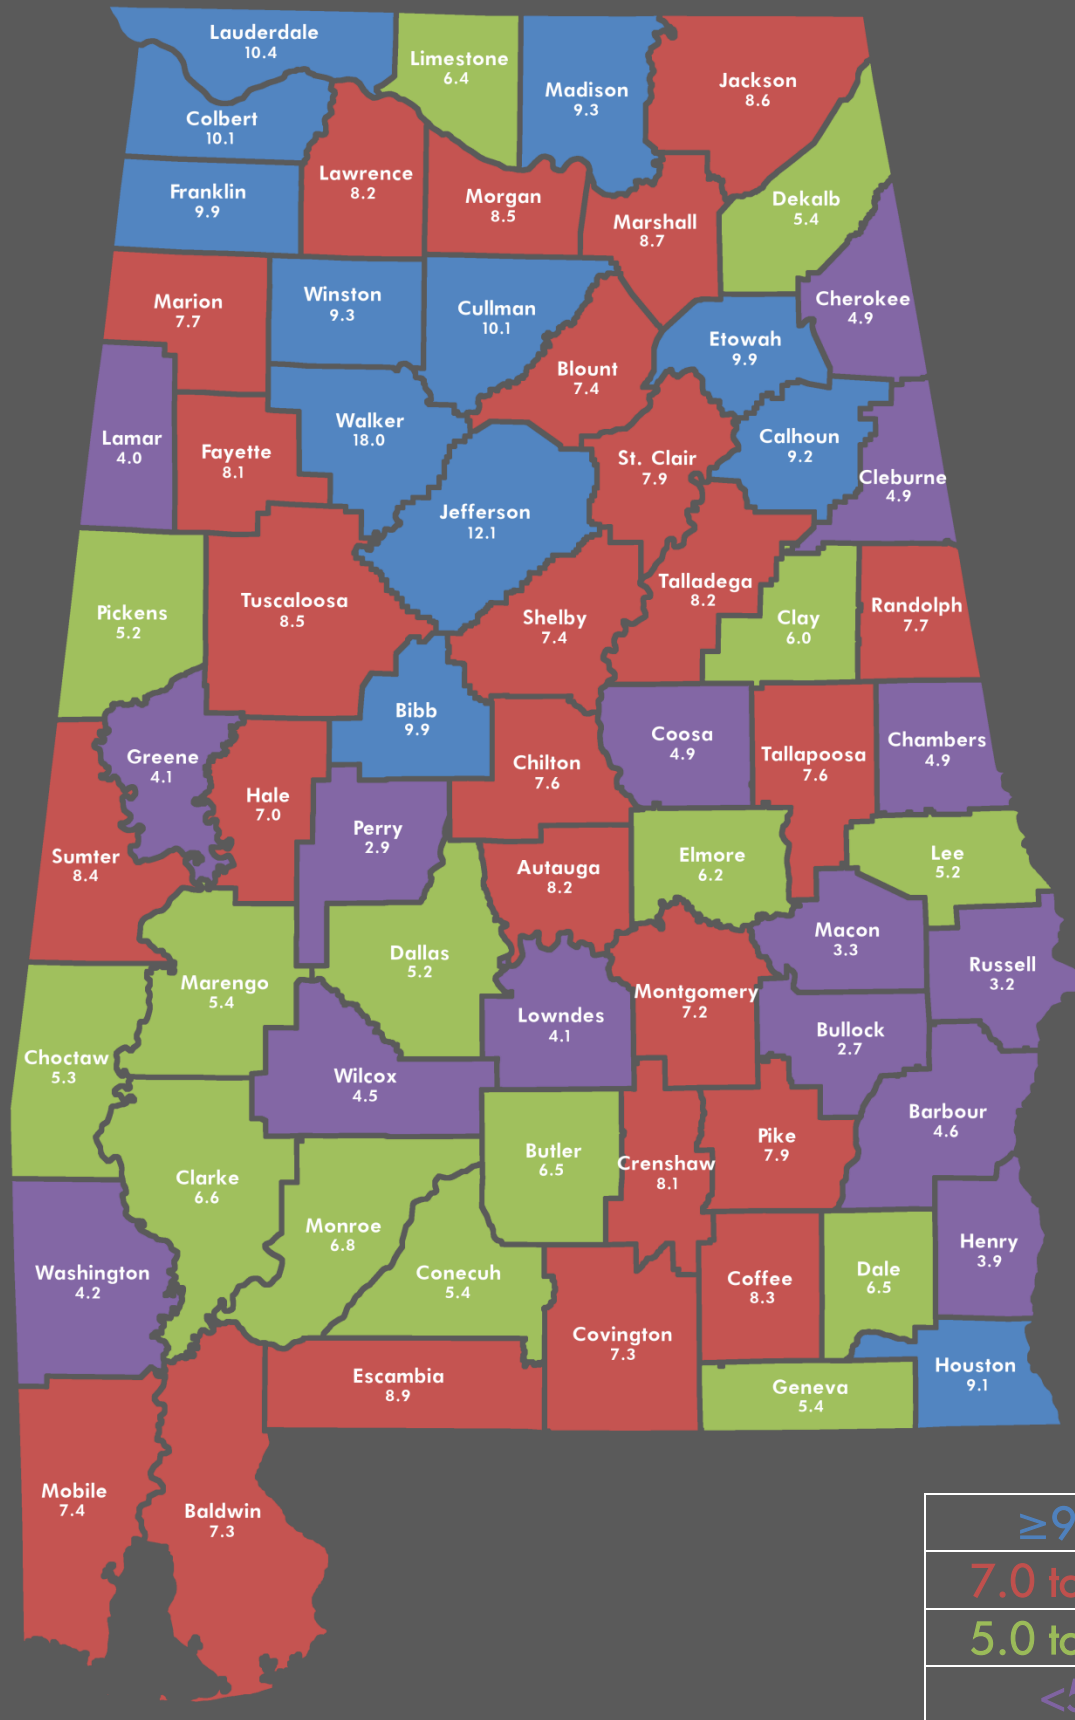 Lauderdale
10.4
Limestone
6.4
Madison
9.3
Jackson
8.6
Colbert
10.1
Lawrence
8.2
Franklin
9.9
Morgan
8.5
Marshall
8.7
Dekalb
5.4
Cherokee
4.9
Marion
7.7
Winston
9.3
Cullman
10.1
Etowah
9.9
Blount
7.4
Lamar
4.0
Fayette
8.1
Walker
18.0
St. Clair
7.9
Calhoun
9.2
Cleburne
4.9
Jefferson
12.1
Pickens
5.2
Tuscaloosa
8.5
Shelby
7.4
Talladega
8.2
Clay
6.0
Randolph
7.7
Bibb
9.9
Greene
4.1
Hale
7.0
Chilton
7.6
Coosa
4.9
Tallapoosa
7.6
Chambers
4.9
Perry
2.9
Sumter
8.4
Autauga
8.2
Elmore
6.2
Lee
5.2
Dallas
5.2
Macon
3.3
Russell
3.2
Marengo
5.4
Lowndes
4.1
Montgomery
7.2
Bullock
2.7
Choctaw
5.3
Wilcox
4.5
Barbour
4.6
Butler
6.5
Crenshaw
8.1
Pike
7.9
Clarke
6.6
Monroe
6.8
Washington
4.2
Conecuh
5.4
Coffee
8.3
Dale
6.5
Henry
3.9
Covington
7.3
Escambia
8.9
Geneva
5.4
Houston
9.1
Mobile
7.4
Baldwin
7.3
≥9
7.0 to
5.0 to
<5